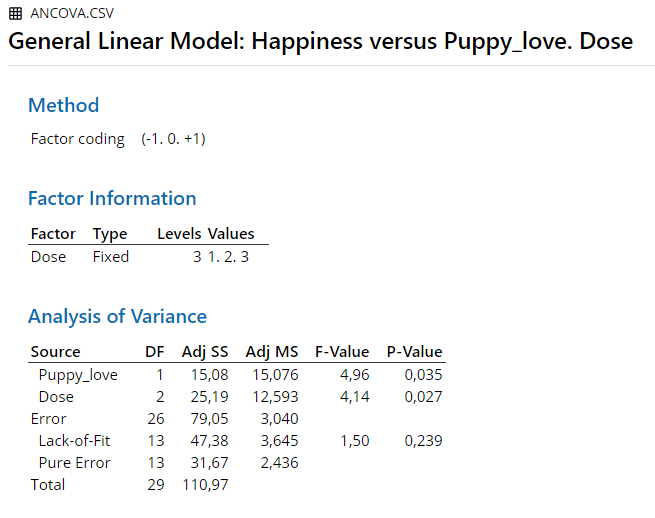 ANCOVA.CSV
General Linear Model: Happiness versus Puppy_love. Dose
Method
Factor coding (-1. 0. +1)
Factor Information
Factor Type Levels Values
Dose Fixed 3 1. 2. 3
Analysis of Variance
Source DF Adj SS Adj MS F-Value P-Value
Puppy_love 1 15,08 15,076 4,96 0,035
Dose 2 25,19 12,593 4,14 0,027
Error 26 79,05 3,040
Lack-of-Fit 13 47,38 3,645 1,50 0,239
Pure Error 13 31,67 2,436
Total 29 110,97